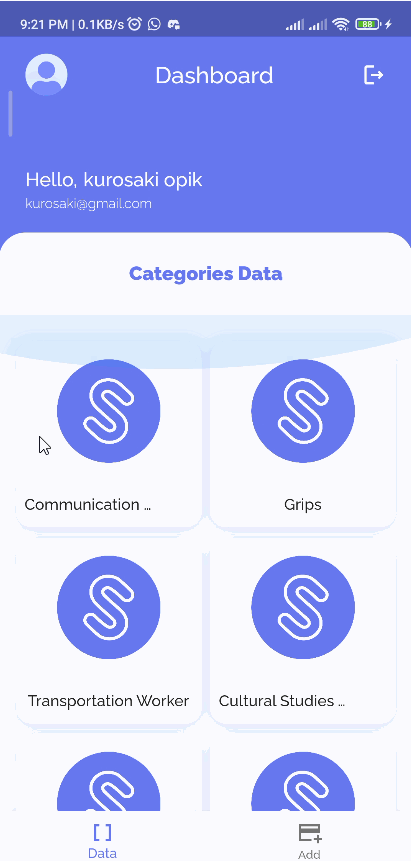 9:21 PM | 0.1KB/s
88
Dashboard
Hello, kurosaki opik
kurosaki@gmail.com
Categories Data
Communication ...
Grips
Transportation Worker
Cultural Studies ...
Data
Add